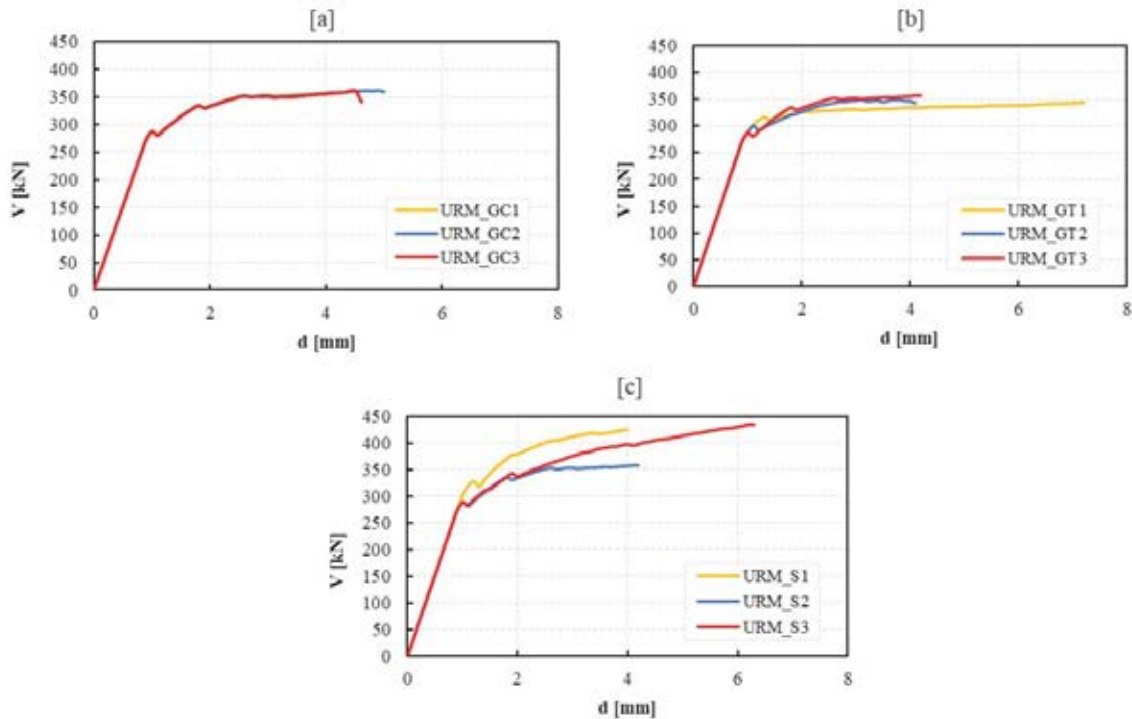 [a]
450
400
350
300
250
200
150
100
50
0
V [kN]
URM_GC1
URM_GC2
URM_GC3
0 2 4 6 8
d [mm]
[b]
450
400
350
300
250
200
150
100
50
0
V [kN]
URM_GT1
URM_GT2
URM_GT3
0 2 4 6 8
d [mm]
[c]
450
400
350
300
250
200
150
100
50
0
V [kN]
URM_S1
URM_S2
URM_S3
0 2 4 6 8
d [mm]